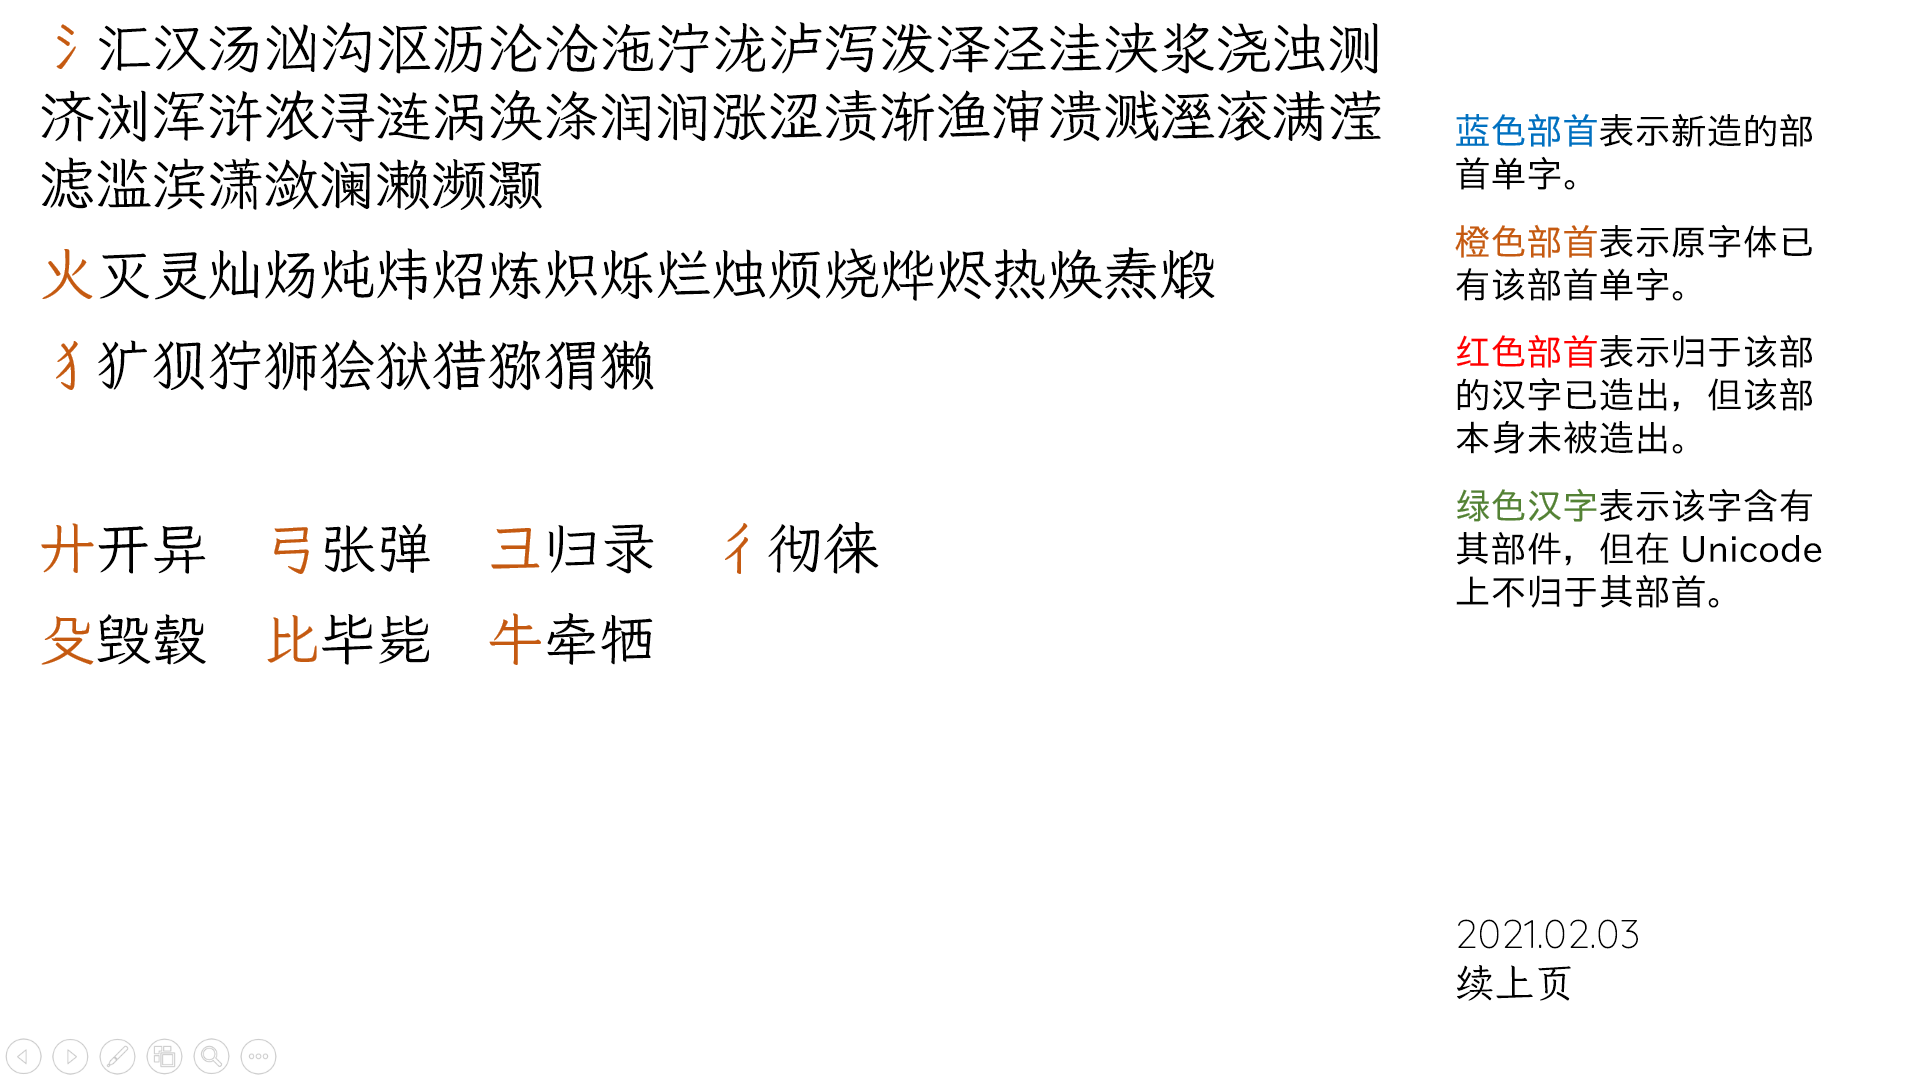 氵汇汉汤汹沟沤沥沦沧沲泞泷泸泻泼泽泾洼浃浆浇浊测
济浏浑浒浓浔涟涡涣涤润涧涨涩渍渐渔渖溃溅溼滚满滢
滤滥滨潇潋澜濑濒灏
火灭灵灿炀炖炜炤炼炽烁烂烛烦烧烨烬热焕焘煅
犭犷狈狞狮狯狱猎猕猬獭
廾开异 弓张弹 彐归录 彳彻徕
殳毁毂 比毕毙 牛牵牺
蓝色部首表示新造的部
首单字。
橙色部首表示原字体已
有该部首单字。
红色部首表示归于该部
的汉字已造出，但该部
本身未被造出。
绿色汉字表示该字含有
其部件，但在 Unicode
上不归于其部首。
2021.02.03
续上页